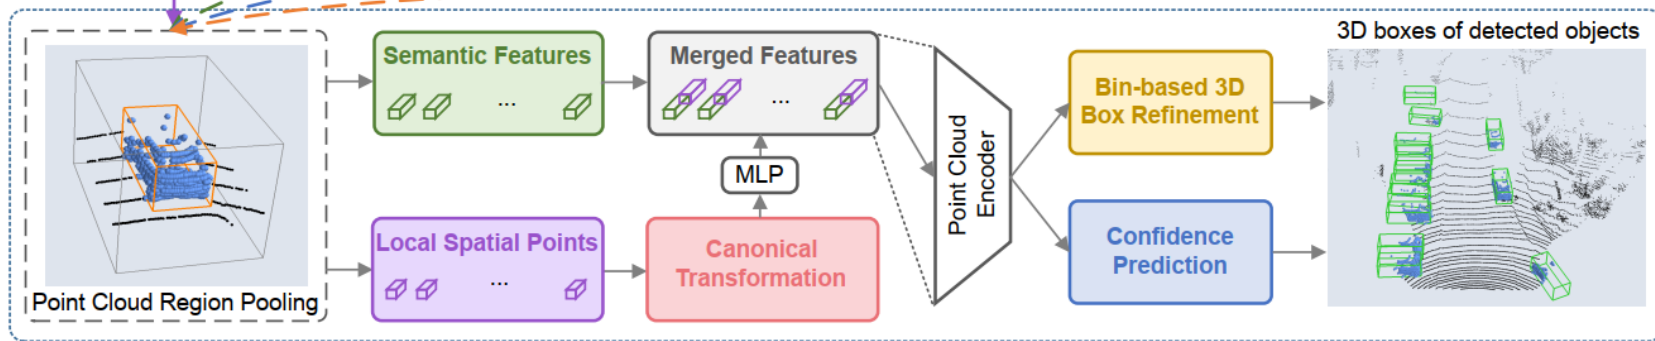 Point Cloud Region Pooling
Semantic Features
...
Local Spatial Points
...
Merged Features
...
MLP
Canonical
Transformation
Point Cloud
Encoder
Bin-based 3D
Box Refinement
Confidence
Prediction
3D boxes of detected objects